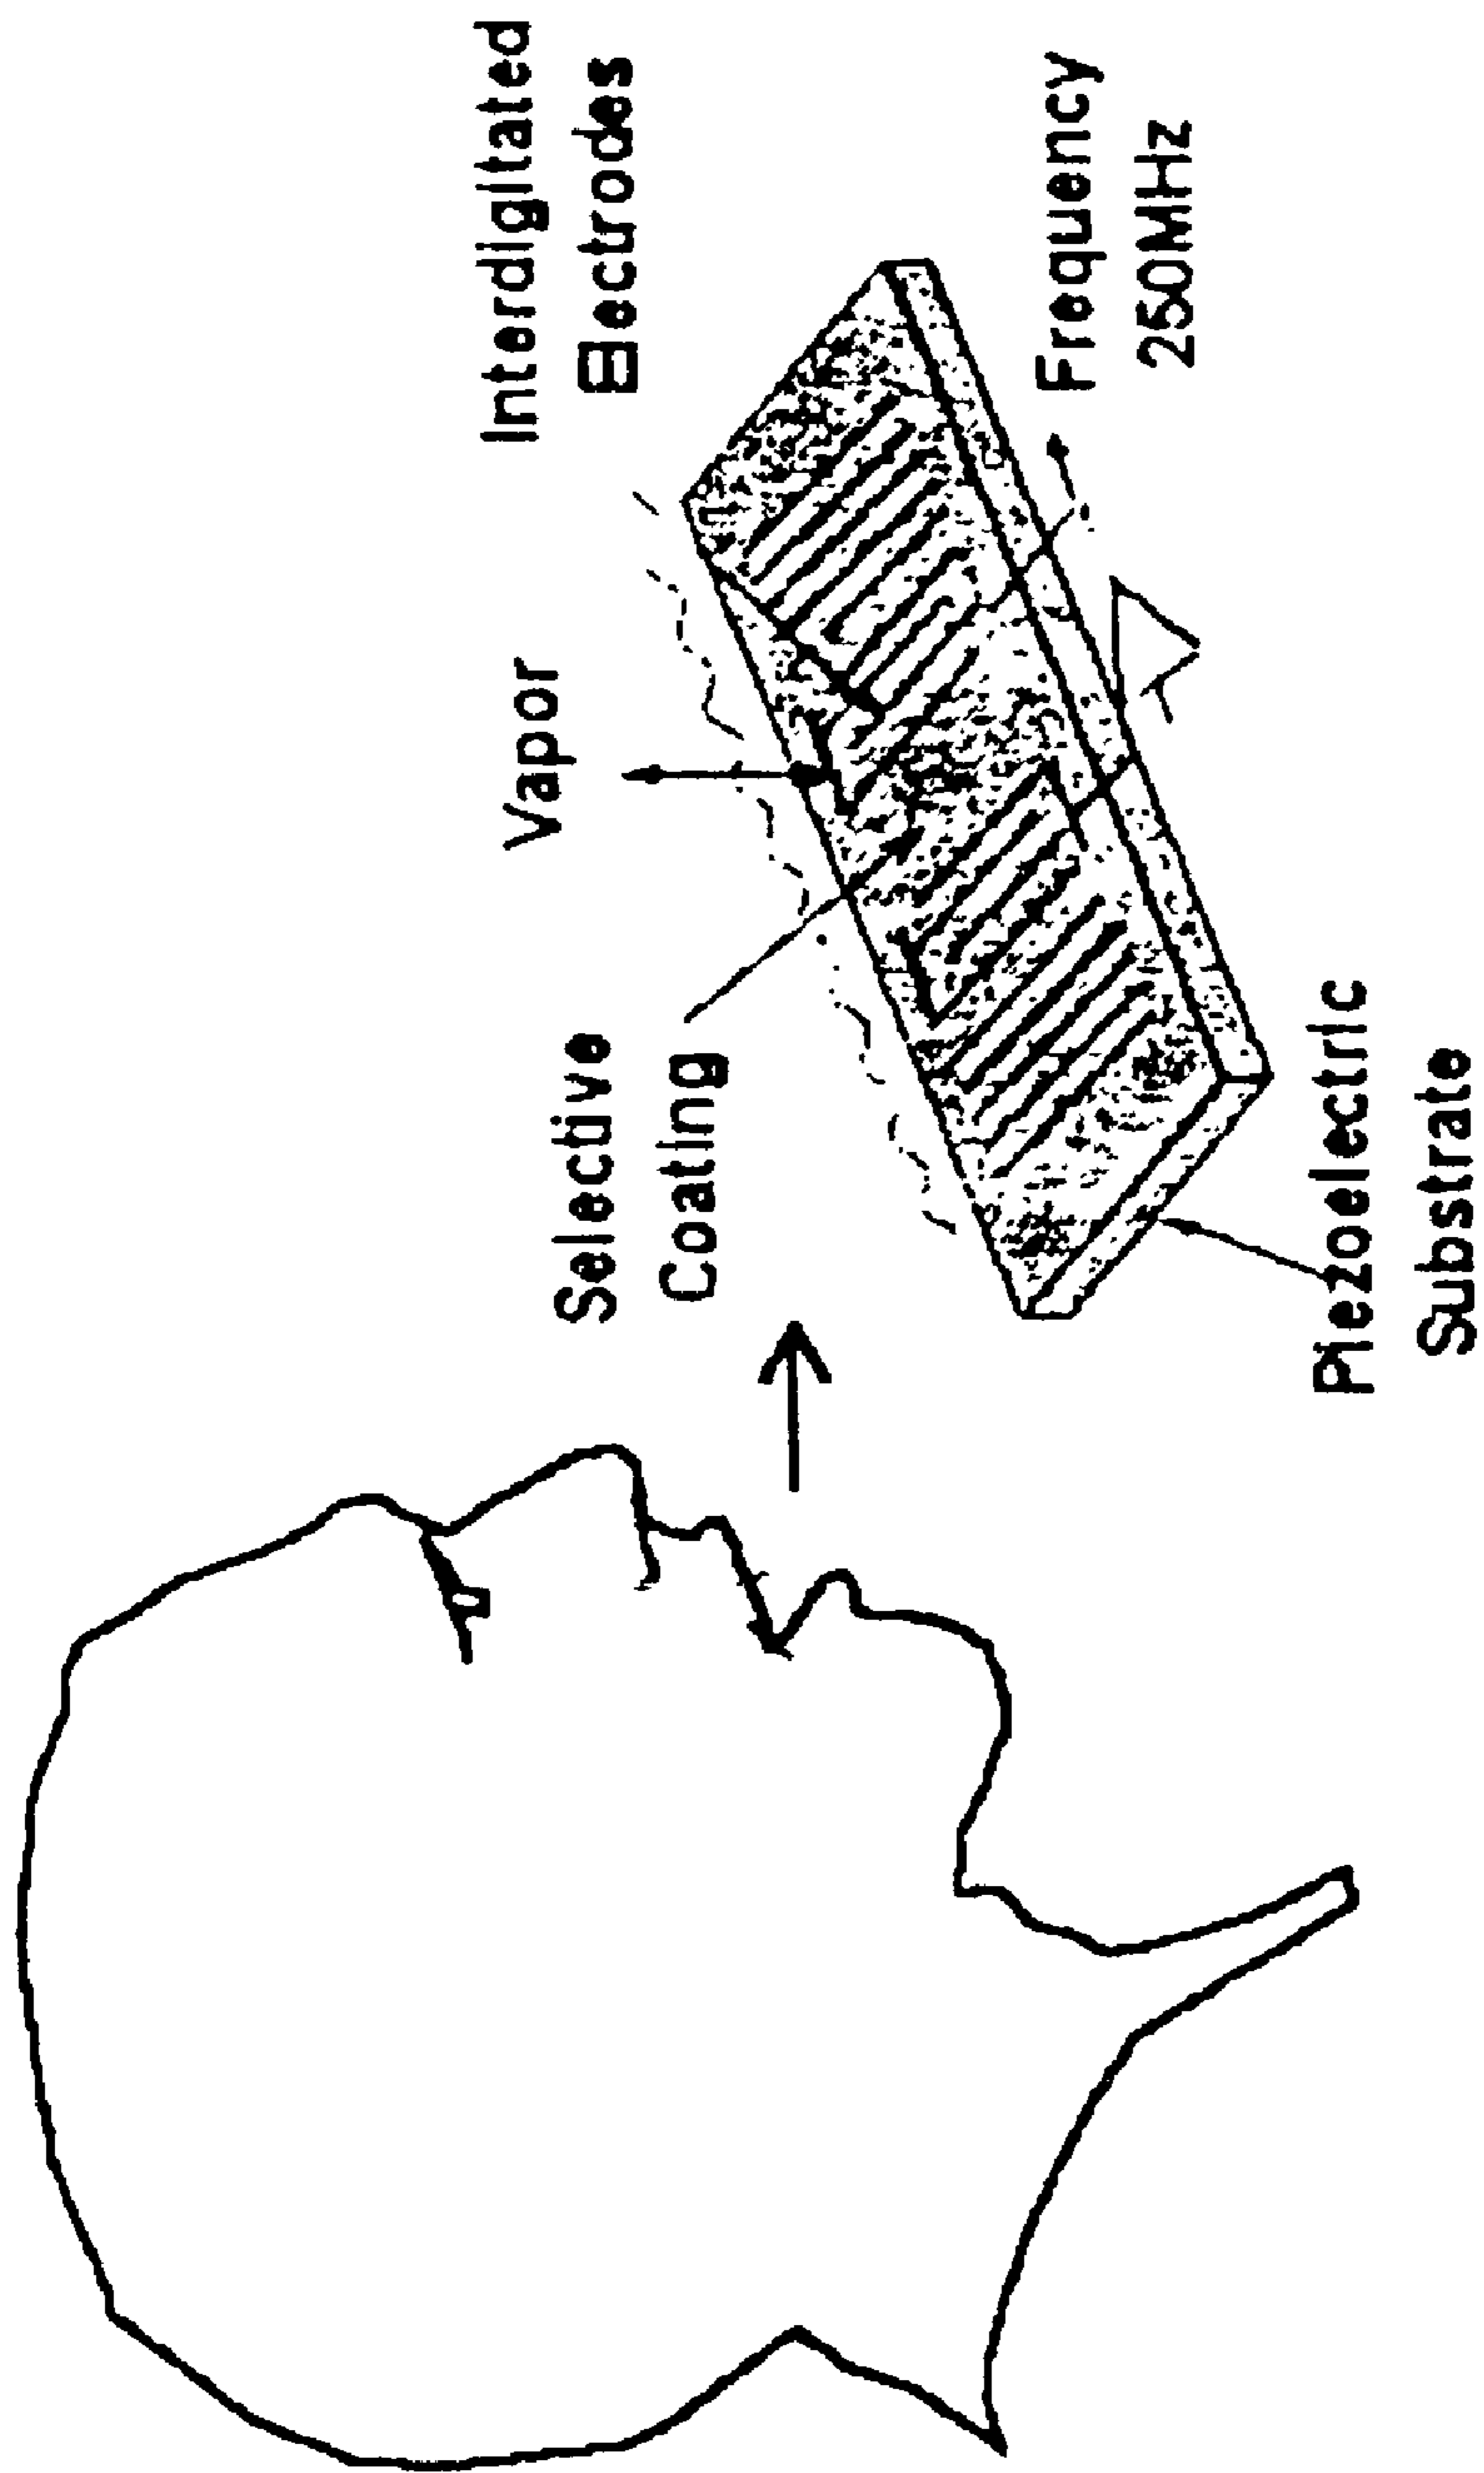 Selective
Coating
Vapor
Interdigitated
Electrodes
Frequency
250MHz
Piezoelectric
Substrate